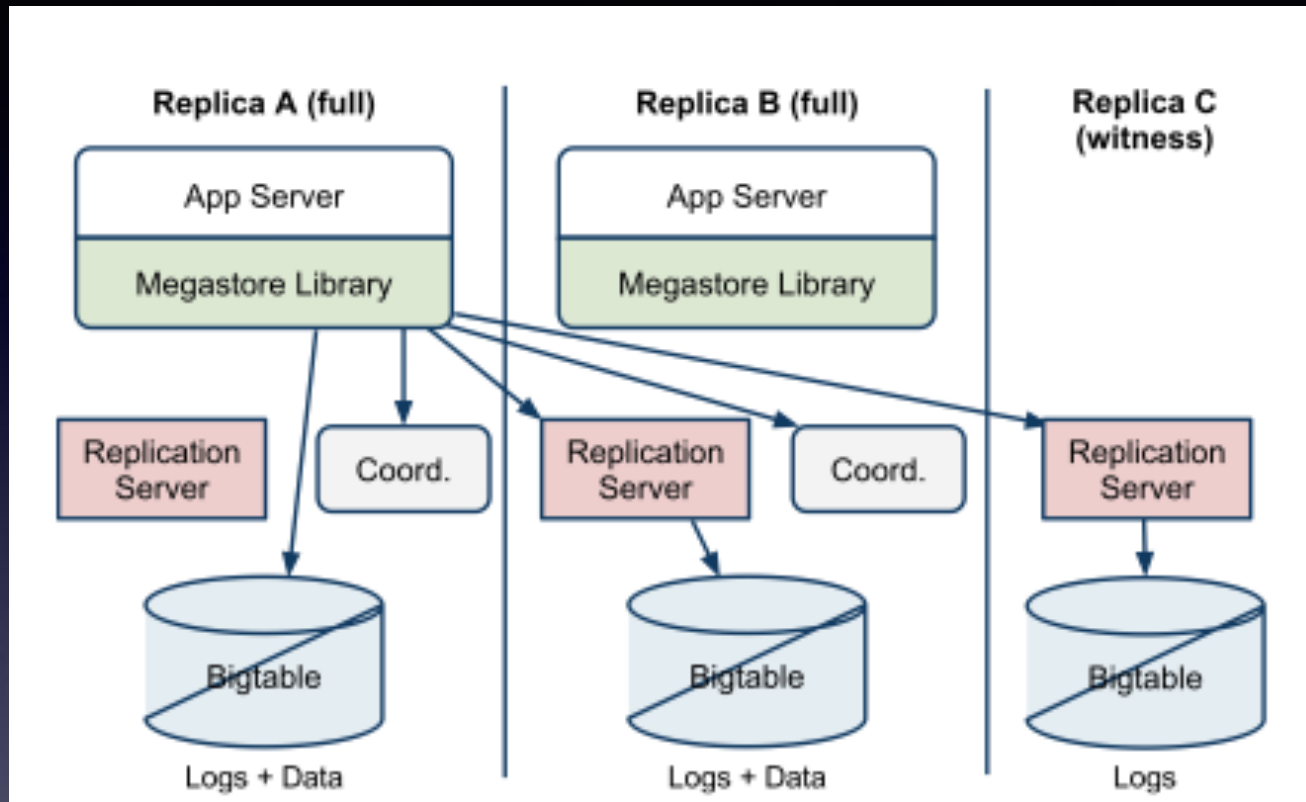 Replica A (full)
Replica B (full)
Replica C
(witness)
App Server
App Server
Megastore Library
Megastore Library
Replication
Server
Coord.
Replication
Server
Coord.
Replication
Server
Bigtable
Bigtable
Bigtable
Logs + Data
Logs + Data
Logs